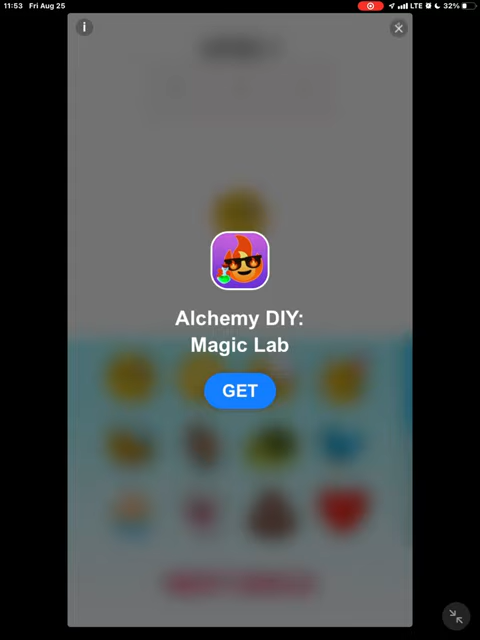 11:53 Fri Aug 25 LTE 32%
i
Alchemy DIY:
Magic Lab
GET